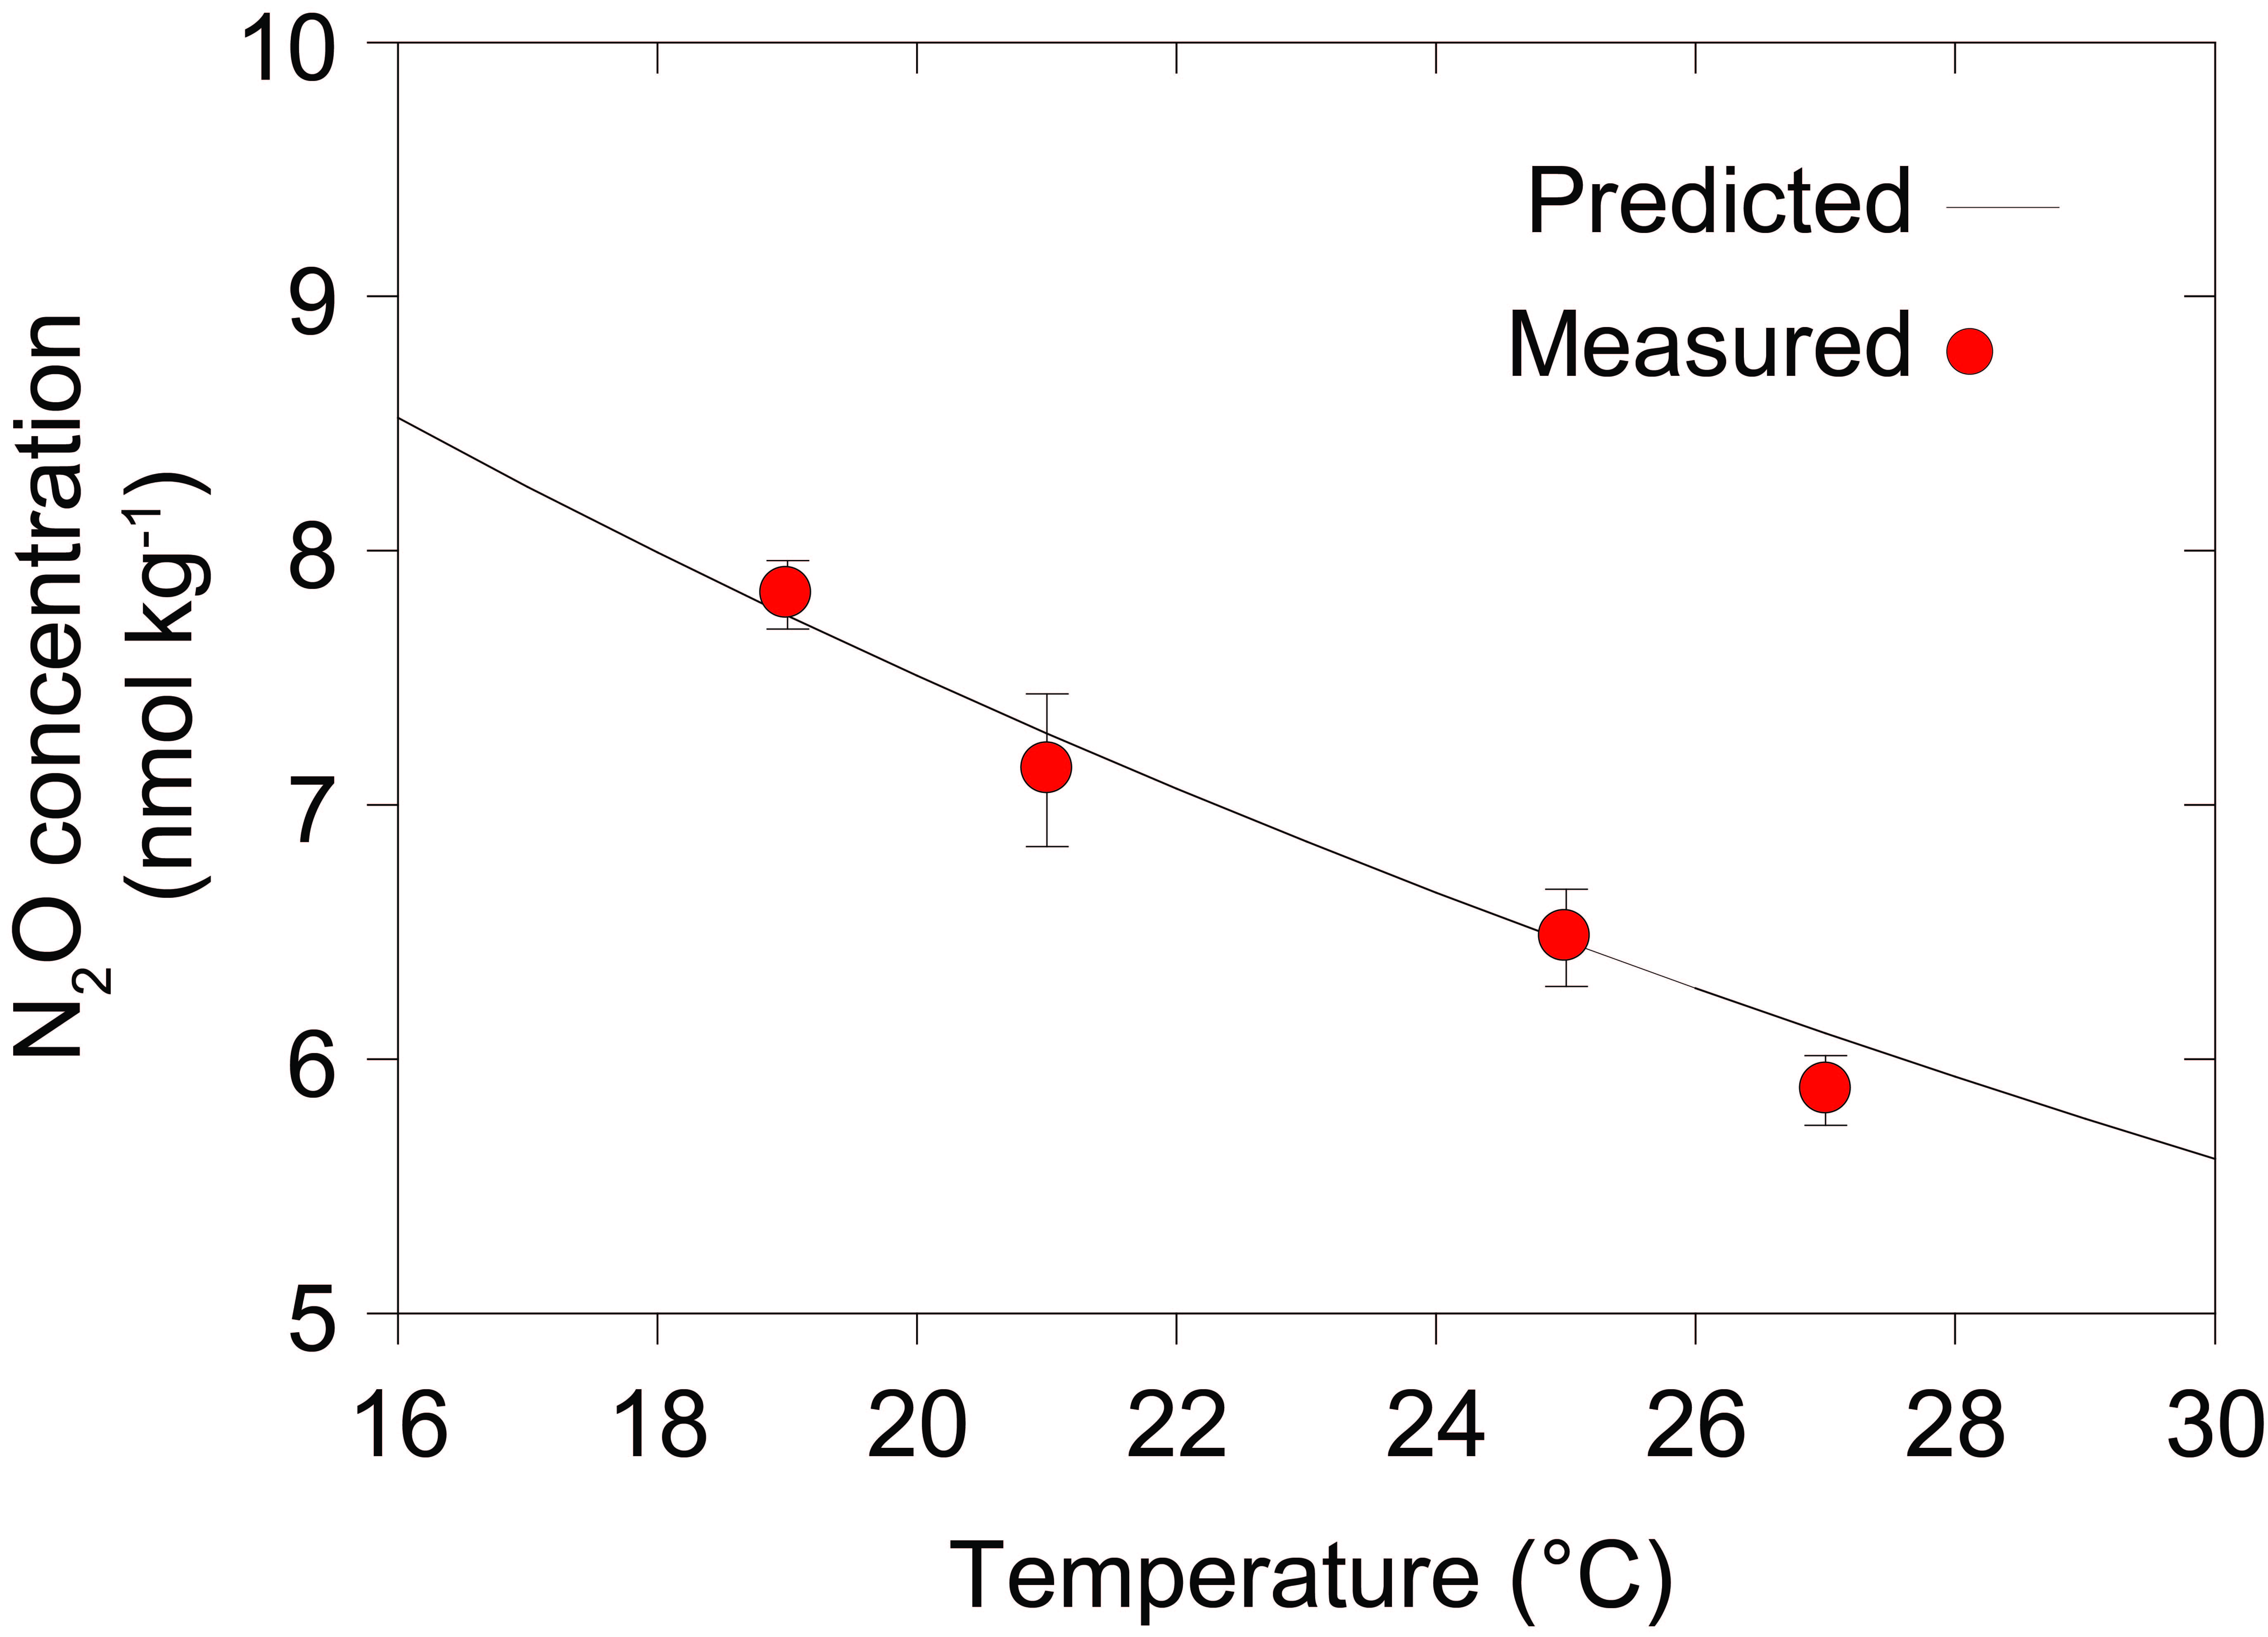 10
9
8
7
6
5
N₂O concentration
(nmol kg⁻¹)
Predicted
Measured
16 18 20 22 24 26 28 30
Temperature (°C)